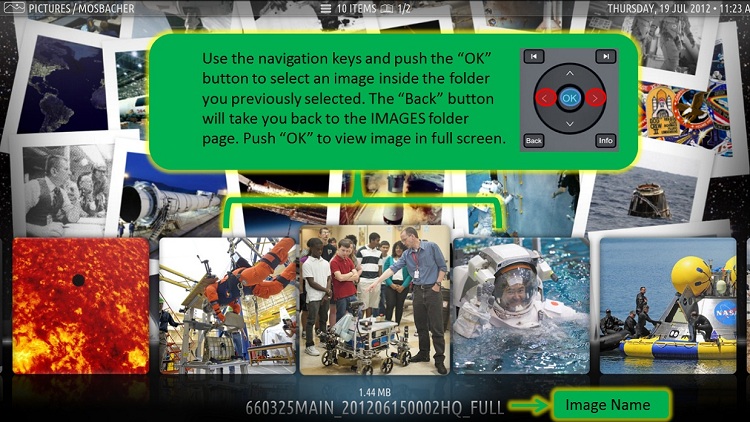 PICTURES / MOSBACHER
10 ITEMS 1/2
THURSDAY, 19 JUL 2012 • 11:23 A
Use the navigation keys and push the “OK”
button to select an image inside the folder
you previously selected. The “Back” button
will take you back to the IMAGES folder
page. Push “OK” to view image in full screen.
OK
Back
Info
NASA
1.44 MB
660325MAIN_201206150002HQ_FULL
Image Name